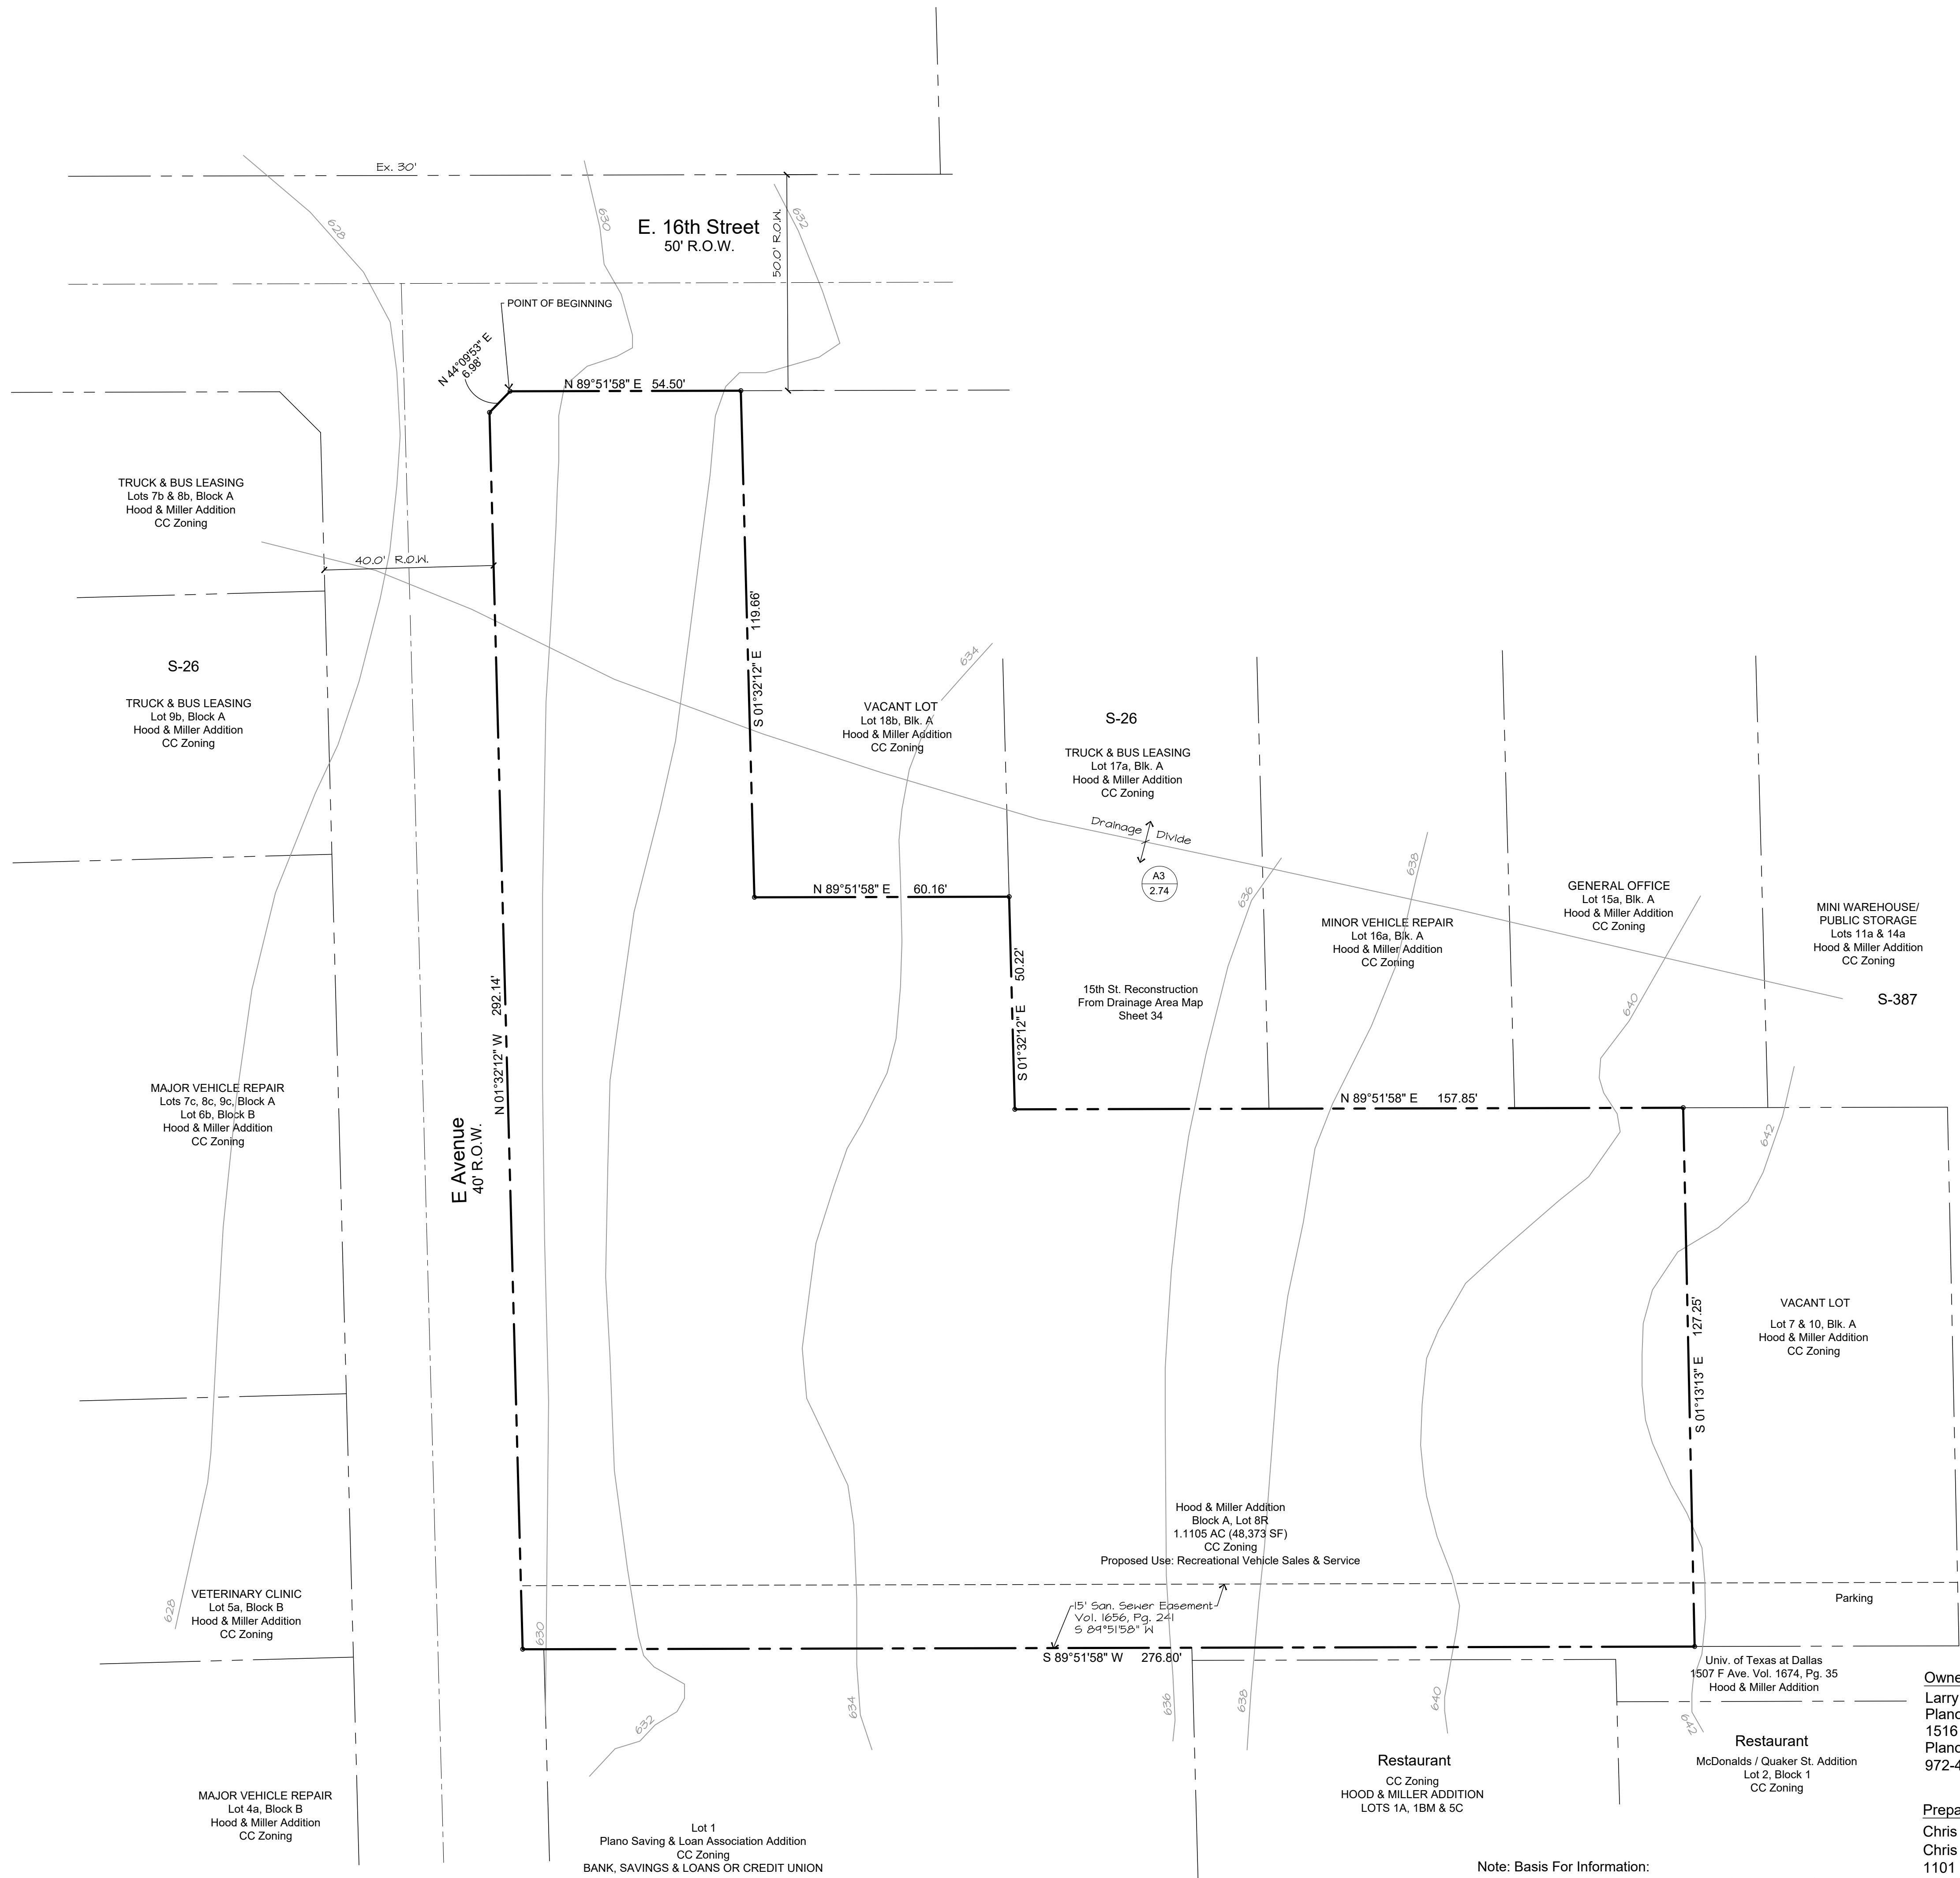 Ex. 30'
628
630
632
E. 16th Street
50' R.O.W.
50.0' R.O.W.
POINT OF BEGINNING
N 44°09'53" E
6.98'
N 89°51'58" E 54.50'
TRUCK & BUS LEASING
Lots 7b & 8b, Block A
Hood & Miller Addition
CC Zoning
40.0' R.O.W.
S-26
TRUCK & BUS LEASING
Lot 9b, Block A
Hood & Miller Addition
CC Zoning
S 01°32'12" E 119.66'
634
VACANT LOT
Lot 18b, Blk. A
Hood & Miller Addition
CC Zoning
S-26
TRUCK & BUS LEASING
Lot 17a, Blk. A
Hood & Miller Addition
CC Zoning
Drainage Divide
A3
2.74
636
638
MINOR VEHICLE REPAIR
Lot 16a, Blk. A
Hood & Miller Addition
CC Zoning
GENERAL OFFICE
Lot 15a, Blk. A
Hood & Miller Addition
CC Zoning
MINI WAREHOUSE/
PUBLIC STORAGE
Lots 11a & 14a
Hood & Miller Addition
CC Zoning
S-387
N 89°51'58" E 60.16'
S 01°32'12" E 50.22'
15th St. Reconstruction
From Drainage Area Map
Sheet 34
640
N 01°32'12" W 292.14'
MAJOR VEHICLE REPAIR
Lots 7c, 8c, 9c, Block A
Lot 6b, Block B
Hood & Miller Addition
CC Zoning
E Avenue
40' R.O.W.
N 89°51'58" E 157.85'
642
S 01°13'13" E 127.25'
VACANT LOT
Lot 7 & 10, Blk. A
Hood & Miller Addition
CC Zoning
Hood & Miller Addition
Block A, Lot 8R
1.1105 AC (48,373 SF)
CC Zoning
Proposed Use: Recreational Vehicle Sales & Service
VETERINARY CLINIC
Lot 5a, Block B
Hood & Miller Addition
CC Zoning
628
630
15' San. Sewer Easement
Vol. 1656, Pg. 241
S 89°51'58" W
Parking
S 89°51'58" W 276.80'
Univ. of Texas at Dallas
1507 F Ave. Vol. 1674, Pg. 35
Hood & Miller Addition
632
634
636
638
640
642
Restaurant
McDonalds / Quaker St. Addition
Lot 2, Block 1
CC Zoning
Restaurant
CC Zoning
HOOD & MILLER ADDITION
LOTS 1A, 1BM & 5C
MAJOR VEHICLE REPAIR
Lot 4a, Block B
Hood & Miller Addition
CC Zoning
Lot 1
Plano Saving & Loan Association Addition
CC Zoning
BANK, SAVINGS & LOANS OR CREDIT UNION
Note: Basis For Information:
Owne
Larry
Plano
1516
Plano
972-4
Prepa
Chris
Chris
1101